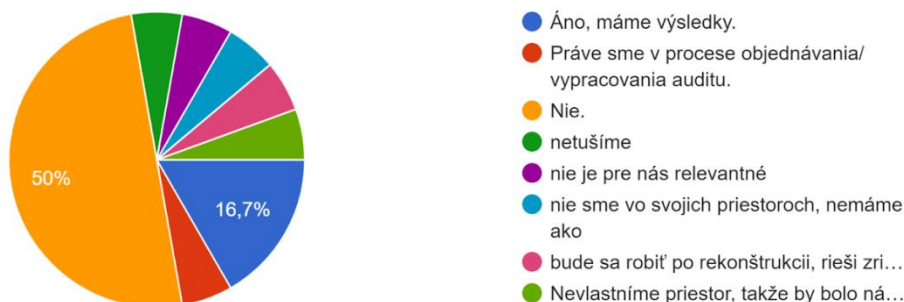 50%
16,7%
Áno, máme výsledky.
Práve sme v procese objednávania/
vypracovania auditu.
Nie.
netušíme
nie je pre nás relevantné
nie sme vo svojich priestoroch, nemáme
ako
bude sa robiť po rekonštrukcii, rieši zri…
Nevlastníme priestor, takže by bolo ná…